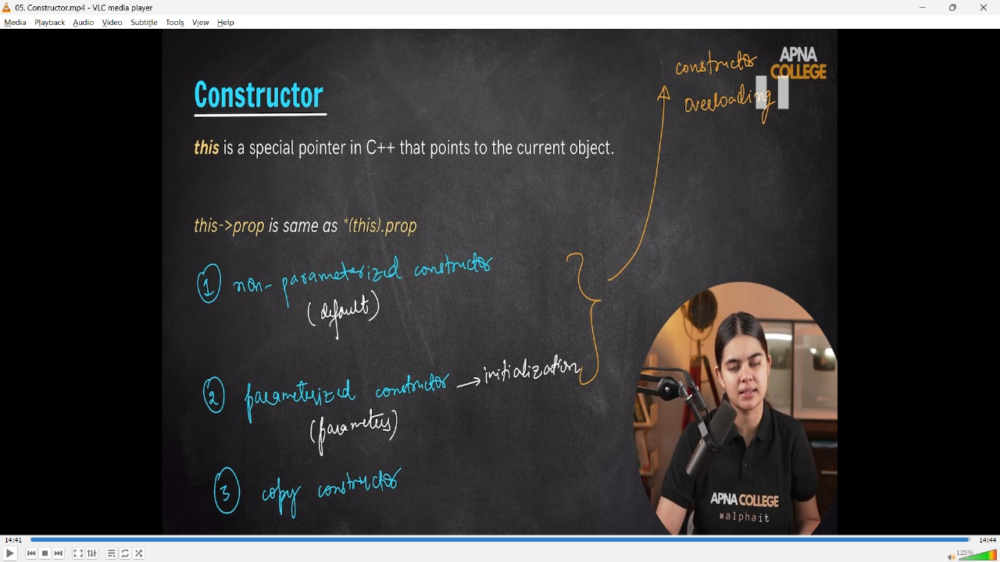 05. Constructor.mp4 - VLC media player
Media Playback Audio Video Subtitle Tools View Help
APNA
COLLEGE
constructor
overloading
Constructor
this is a special pointer in C++ that points to the current object.
this->prop is same as *(this).prop
1 non-parameterized constructor
(default)
2 parameterized constructor → initialization
(parameters)
3 copy constructor
APNA COLLEGE
#alphait
14:41
14:44
125%